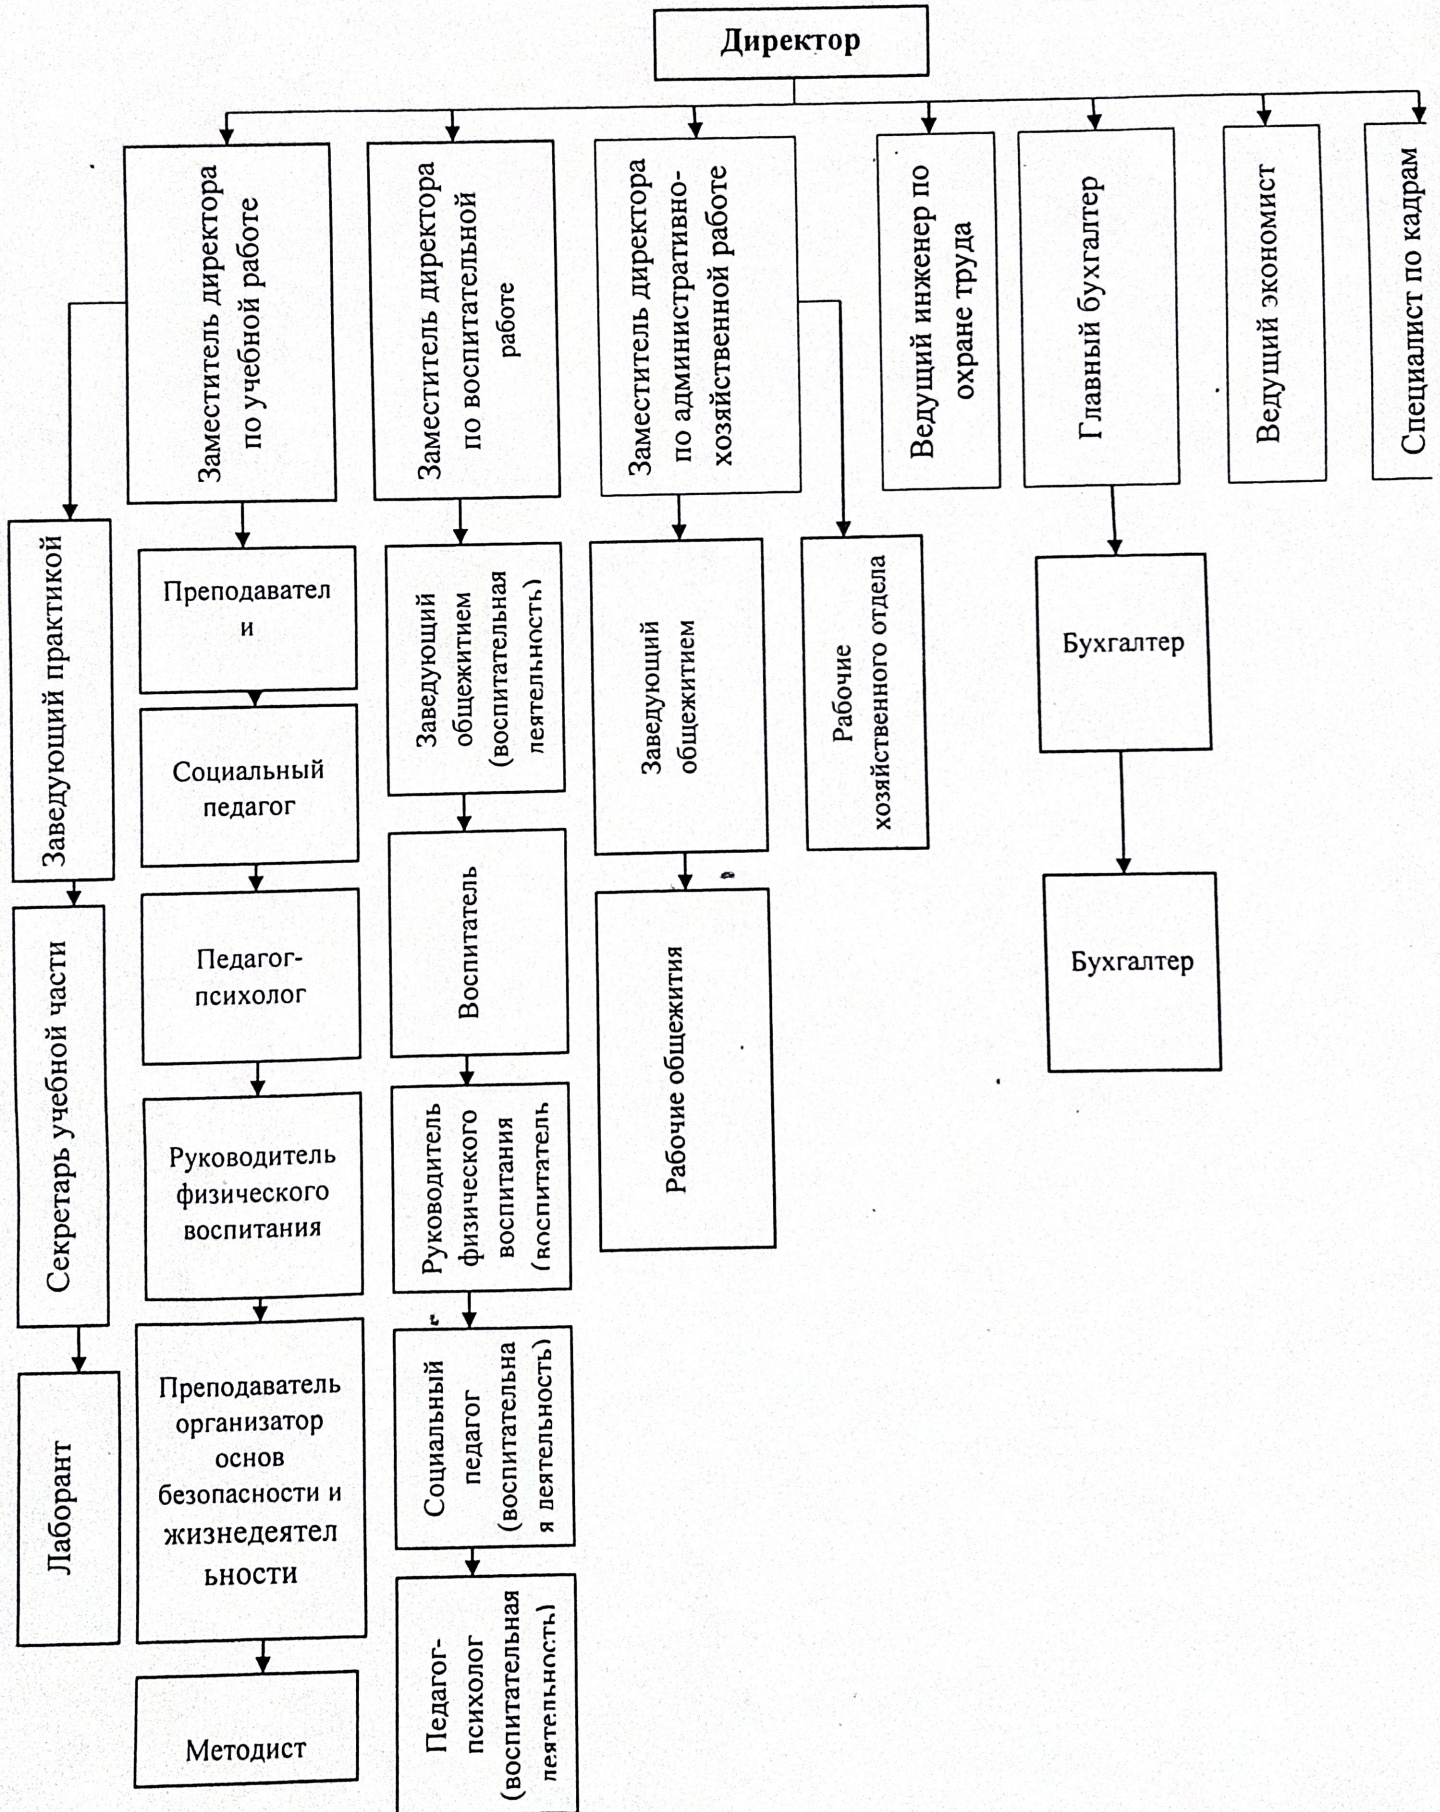 Директор
Заместитель директора
по учебной работе
Заместитель директора
по воспитательной
работе
Заместитель директора
по административно-
хозяйственной работе
Ведущий инженер по
охране труда
Главный бухгалтер
Ведущий экономист
Специалист по кадрам
Заведующий практикой
Секретарь учебной части
Лаборант
Преподавател
и
Социальный
педагог
Педагог-
психолог
Руководитель
физического
воспитания
Преподаватель
организатор
основ
безопасности и
жизнедеятел
ьности
Методист
Заведующий
общежитием
(воспитательная
деятельность)
Воспитатель
Руководитель
физического
воспитания
(воспитатель
Социальный
педагог
(воспитательна
я деятельность)
Педагог-
психолог
(воспитательная
деятельность)
Заведующий
общежитием
Рабочие общежития
Рабочие
хозяйственного отдела
Бухгалтер
Бухгалтер